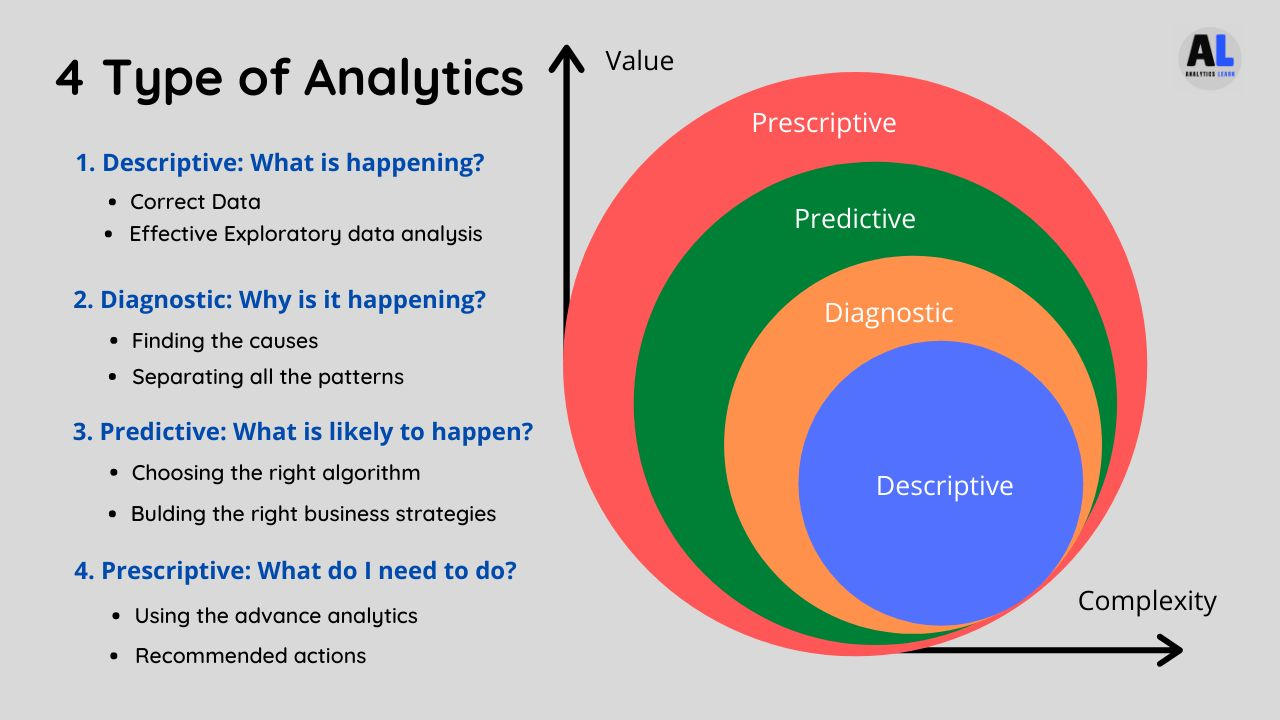 4 Type of Analytics
1. Descriptive: What is happening?
• Correct Data
• Effective Exploratory data analysis
2. Diagnostic: Why is it happening?
• Finding the causes
• Separating all the patterns
3. Predictive: What is likely to happen?
• Choosing the right algorithm
• Bulding the right business strategies
4. Prescriptive: What do I need to do?
• Using the advance analytics
• Recommended actions
Value
Prescriptive
Predictive
Diagnostic
Descriptive
Complexity
AL
ANALYTICS LEARN